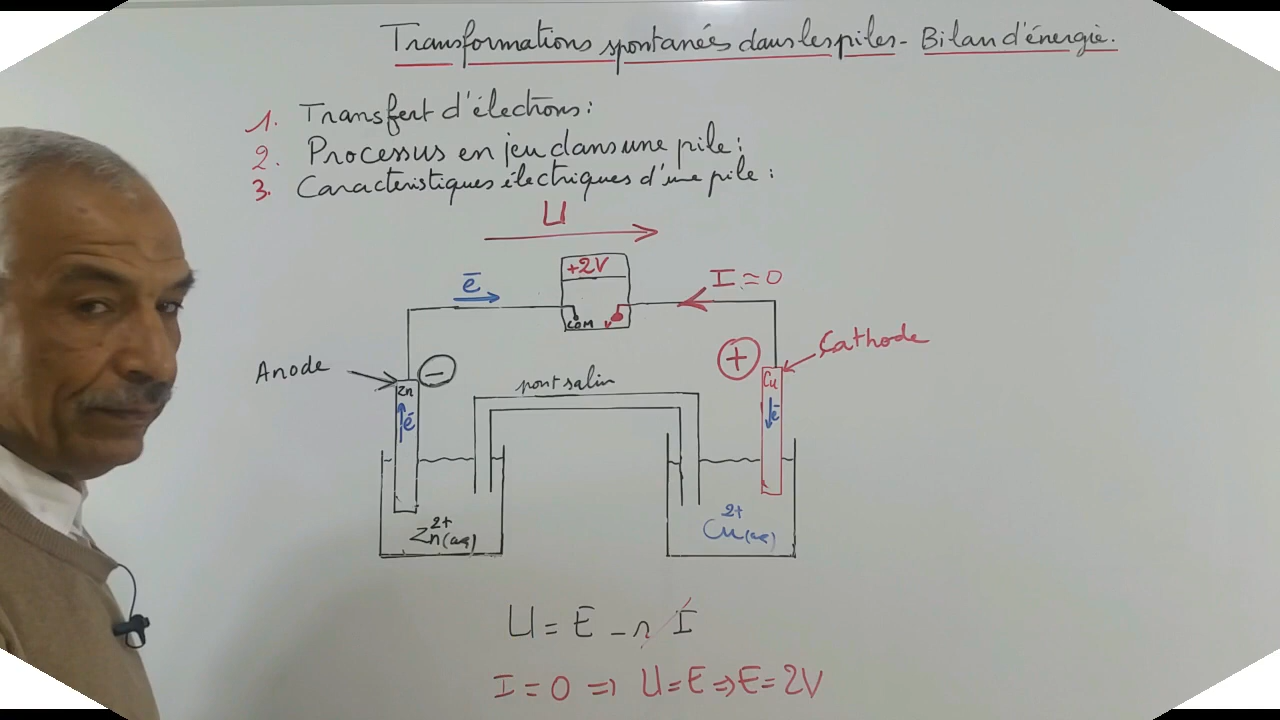 Transformations spontanées dans les piles - Bilan d'énergie.
1. Transfert d'électrons :
2. Processus en jeu dans une pile :
3. Caractéristiques électriques d'une pile :
U
+2V
ē
I ≃ 0
COM
V
Anode
−
+
Cathode
Zn
pont salin
Cu
ē
ē
Zn2+(aq)
Cu2+(aq)
U = E - r I
I = 0 ⇒ U = E ⇒ E = 2V